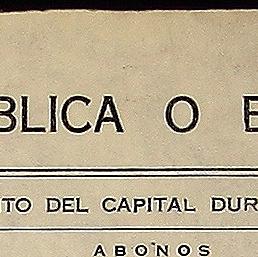 BLICA O E
TO DEL CAPITAL DUR
ABONOS